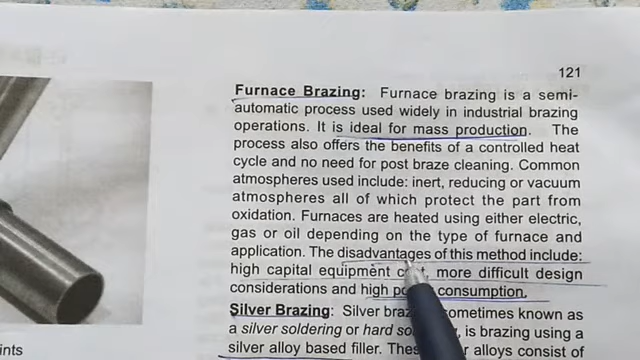 121
Furnace Brazing: Furnace brazing is a semi-
automatic process used widely in industrial brazing
operations. It is ideal for mass production. The
process also offers the benefits of a controlled heat
cycle and no need for post braze cleaning. Common
atmospheres used include: inert, reducing or vacuum
atmospheres all of which protect the part from
oxidation. Furnaces are heated using either electric,
gas or oil depending on the type of furnace and
application. The disadvantages of this method include:
high capital equipment more difficult design
considerations and high consumption.
Silver Brazing: Silver sometimes known as
a silver soldering or hard is brazing using a
silver alloy based filler. alloys consist of
ints